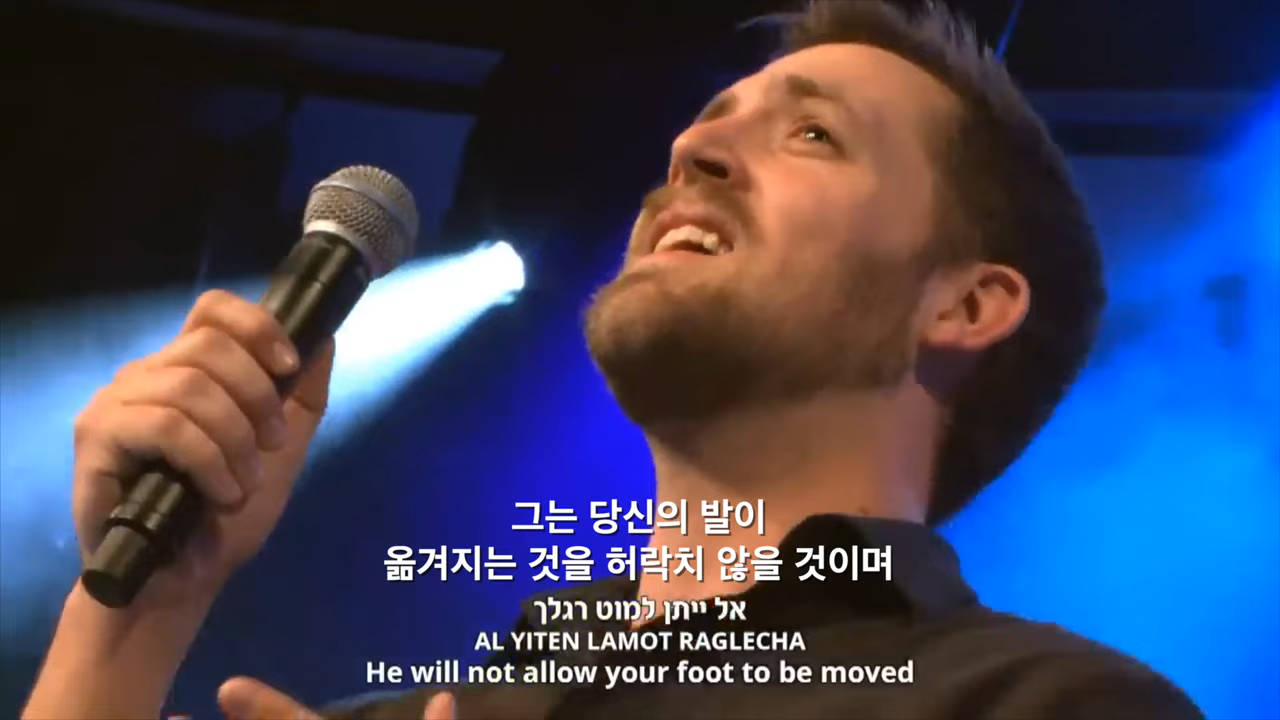 그는 당신의 발이
옮겨지는 것을 허락치 않을 것이며
אל ייתן למוט רגלך
AL YITEN LAMOT RAGLECHA
He will not allow your foot to be moved